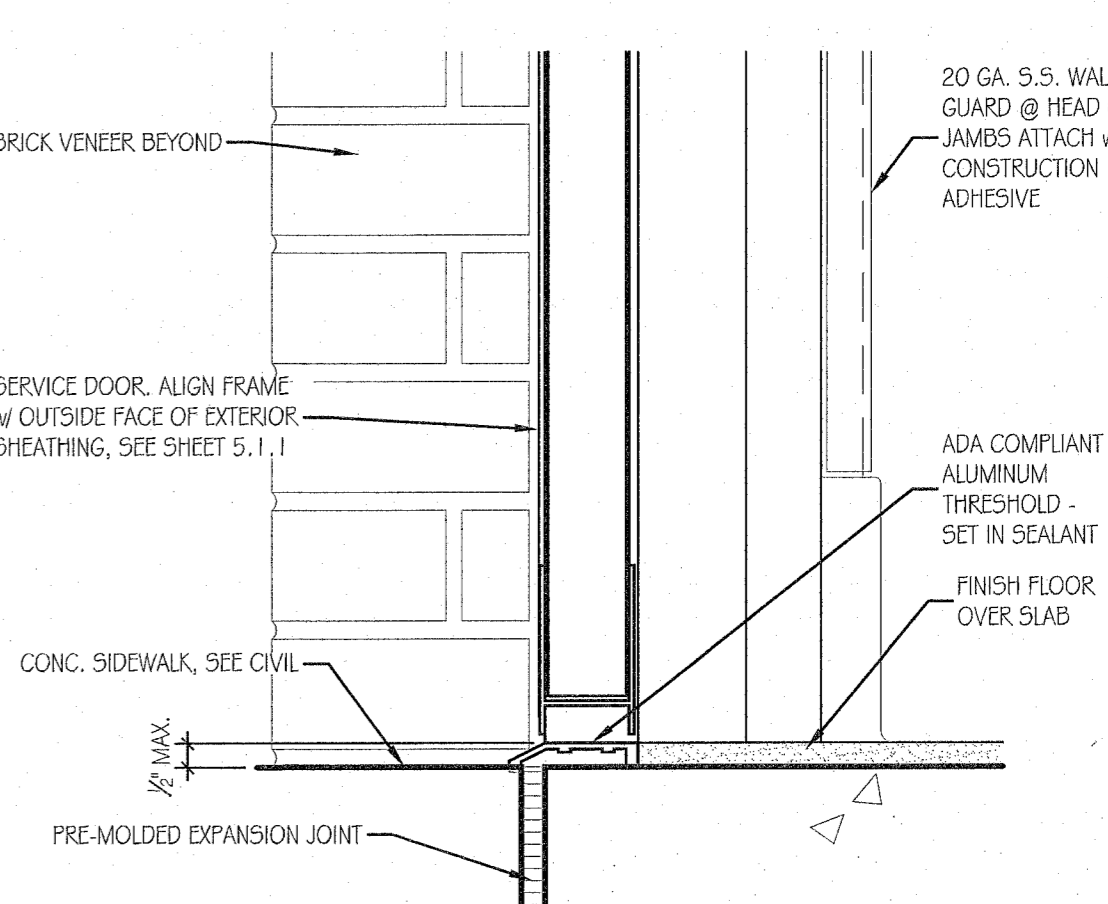 20 GA. S.S. WAL
GUARD @ HEAD
JAMBS ATTACH
CONSTRUCTION
ADHESIVE
BRICK VENEER BEYOND
SERVICE DOOR. ALIGN FRAME
W/ OUTSIDE FACE OF EXTERIOR
SHEATHING, SEE SHEET 5.1.1
ADA COMPLIANT
ALUMINUM
THRESHOLD -
SET IN SEALANT
FINISH FLOOR
OVER SLAB
CONC. SIDEWALK, SEE CIVIL
½" MAX.
PRE-MOLDED EXPANSION JOINT